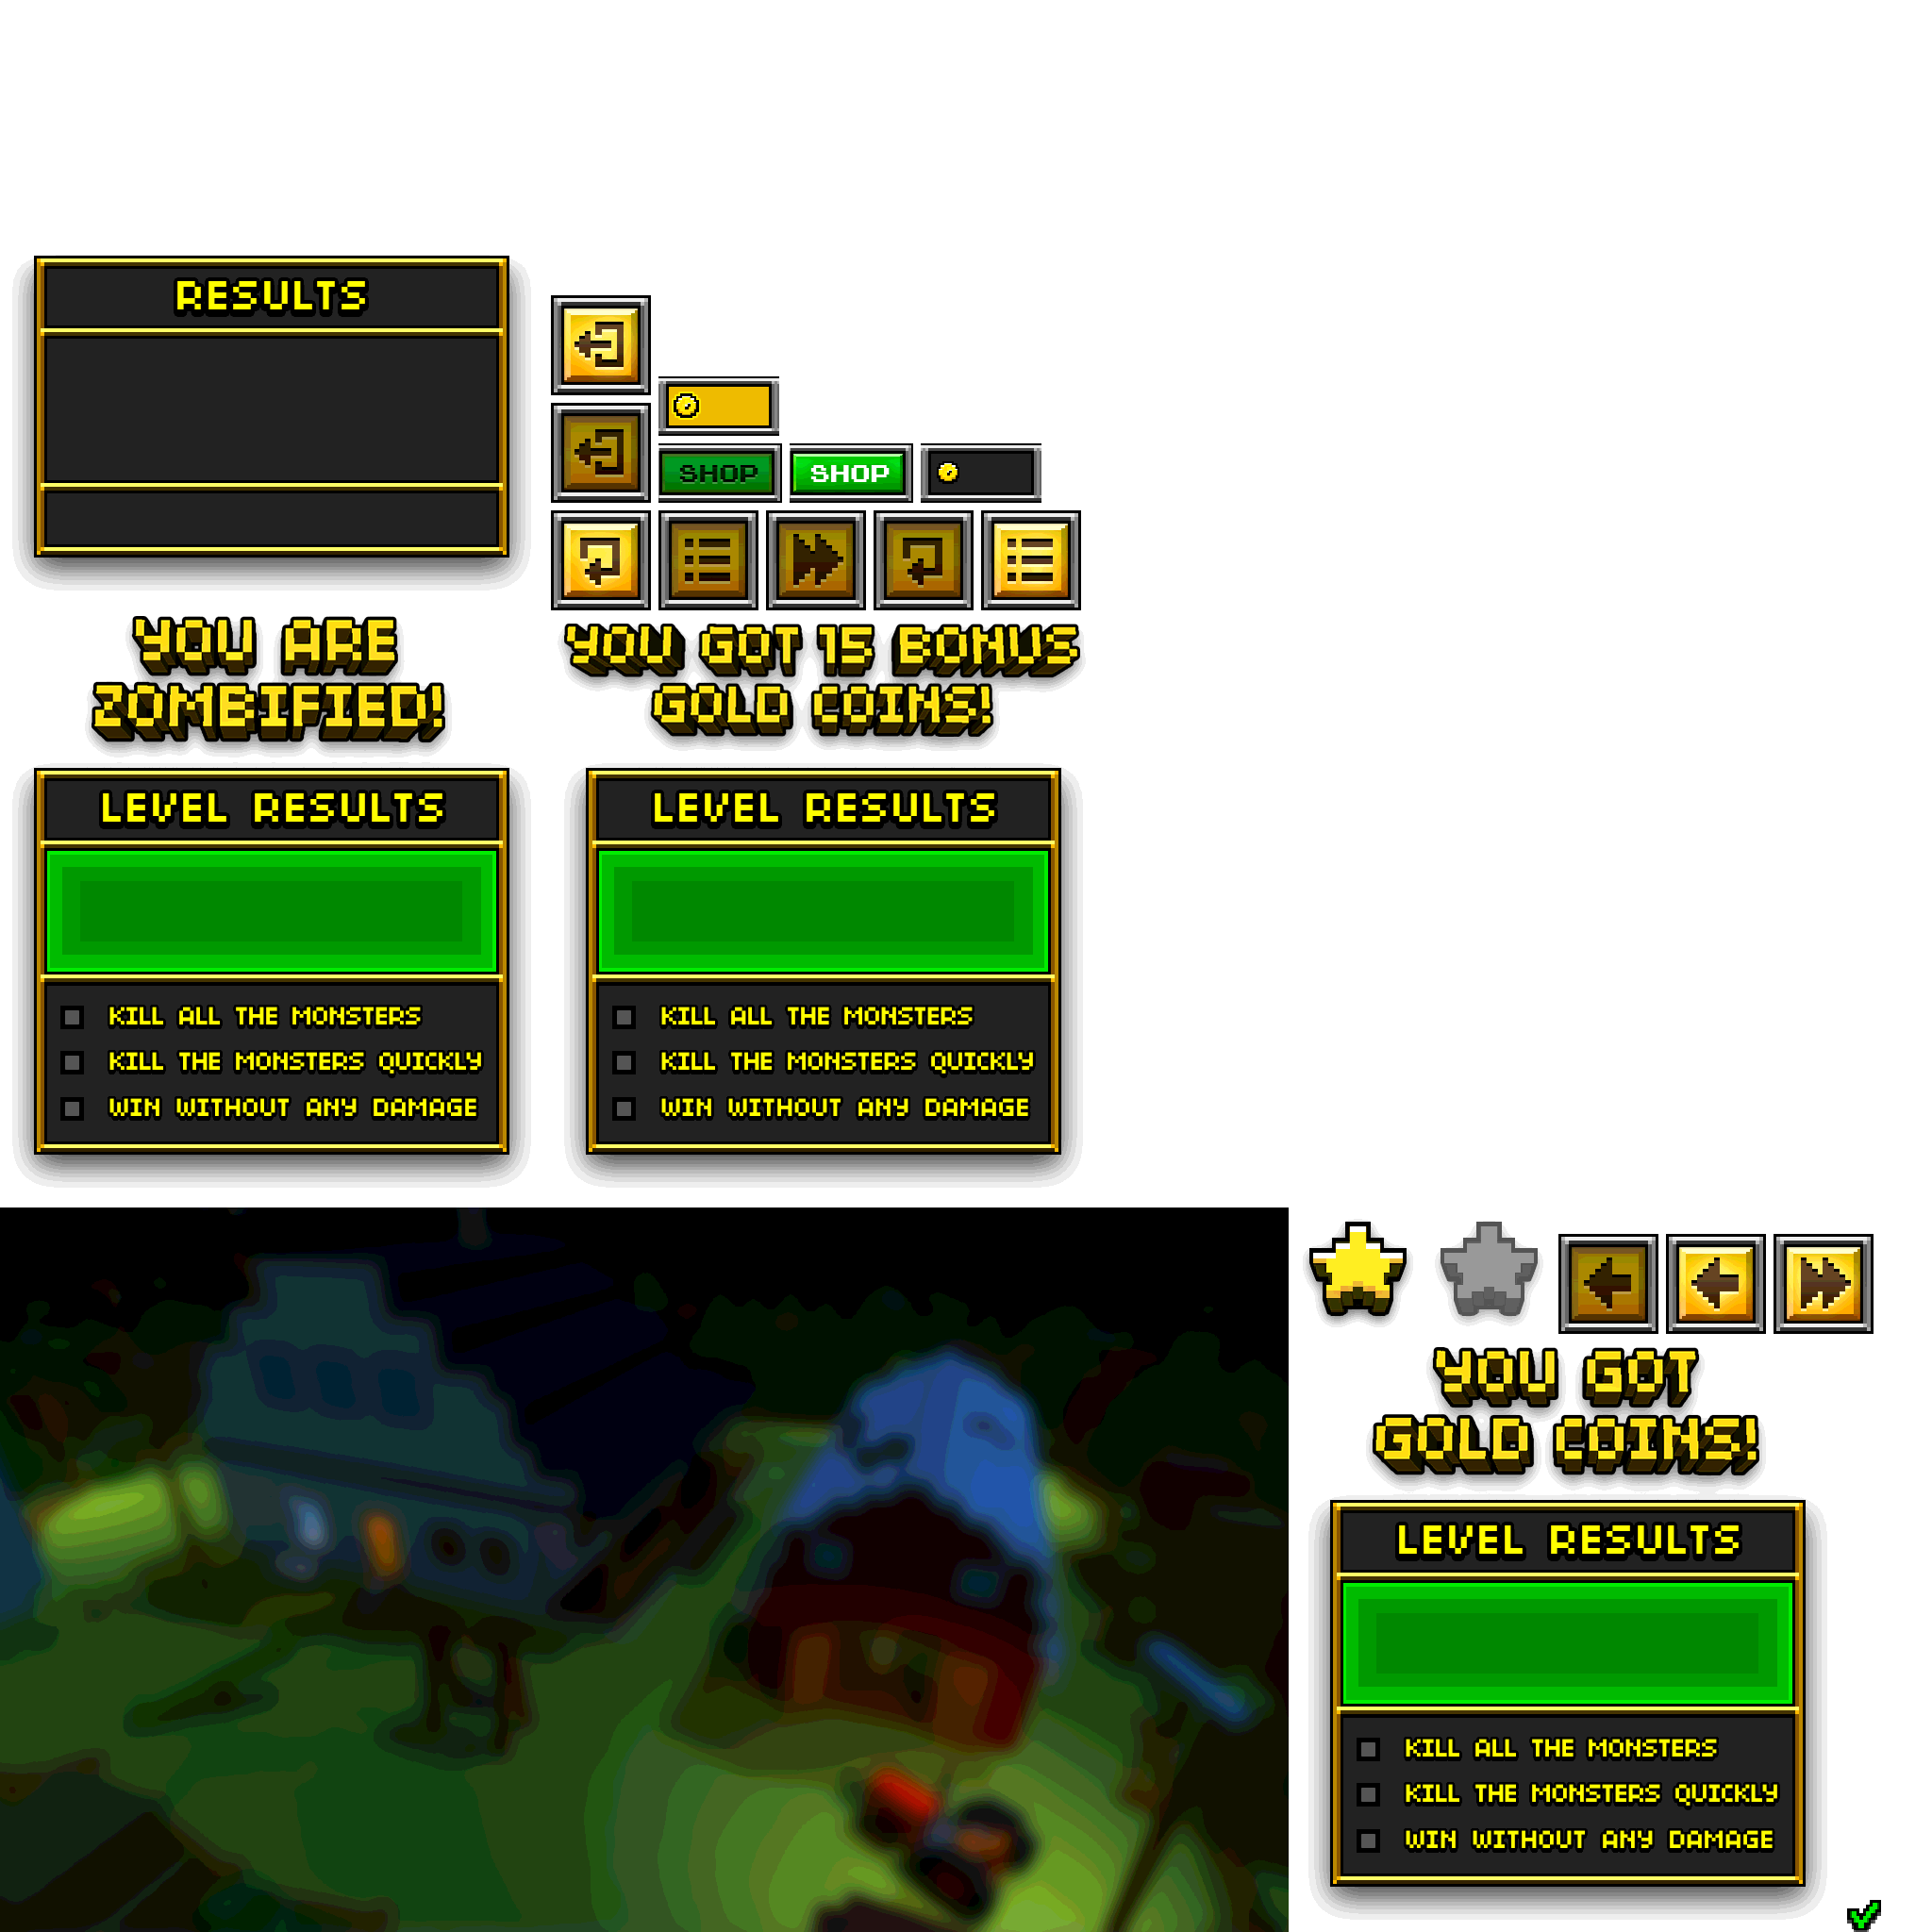 RESULTS
SHOP
SHOP
YOU ARE
ZOMBIFIED!
YOU GOT 15 BONUS
GOLD COINS!
LEVEL RESULTS
KILL ALL THE MONSTERS
KILL THE MONSTERS QUICKLY
WIN WITHOUT ANY DAMAGE
LEVEL RESULTS
KILL ALL THE MONSTERS
KILL THE MONSTERS QUICKLY
WIN WITHOUT ANY DAMAGE
YOU GOT
GOLD COINS!
LEVEL RESULTS
KILL ALL THE MONSTERS
KILL THE MONSTERS QUICKLY
WIN WITHOUT ANY DAMAGE